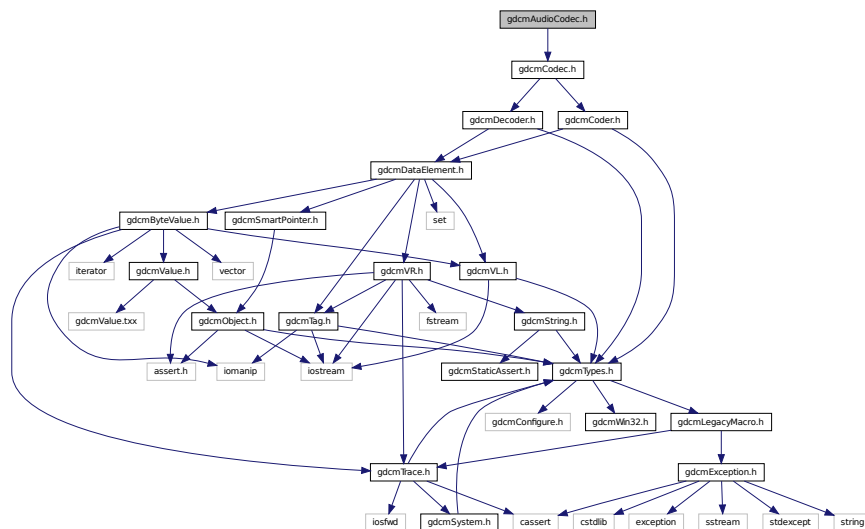 gdcmAudioCodec.h
gdcmCodec.h
gdcmDecoder.h
gdcmCoder.h
gdcmDataElement.h
gdcmByteValue.h
gdcmSmartPointer.h
set
iterator
gdcmValue.h
vector
gdcmVR.h
gdcmVL.h
gdcmValue.txx
gdcmObject.h
gdcmTag.h
fstream
gdcmString.h
assert.h
iomanip
iostream
gdcmStaticAssert.h
gdcmTypes.h
gdcmConfigure.h
gdcmWin32.h
gdcmLegacyMacro.h
gdcmTrace.h
gdcmException.h
iosfwd
gdcmSystem.h
cassert
cstdlib
exception
sstream
stdexcept
string